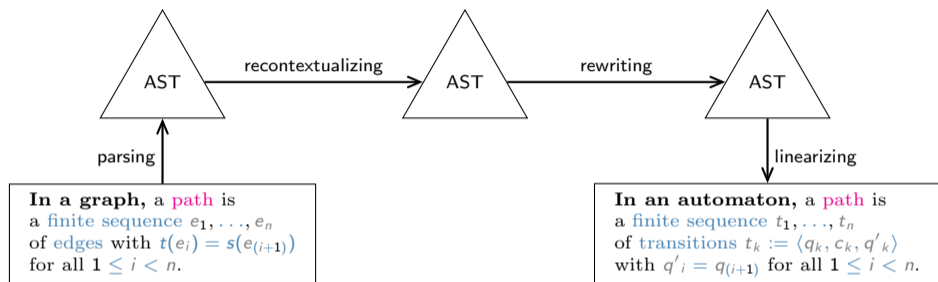 AST
recontextualizing
AST
rewriting
AST
parsing
linearizing
In a graph, a path is
a finite sequence e₁, . . . , eₙ
of edges with t(eᵢ) = s(e₍ᵢ₊₁₎)
for all 1 ≤ i < n.
In an automaton, a path is
a finite sequence t₁, . . . , tₙ
of transitions tₖ := ⟨qₖ, cₖ, q′ₖ⟩
with q′ᵢ = q₍ᵢ₊₁₎ for all 1 ≤ i < n.